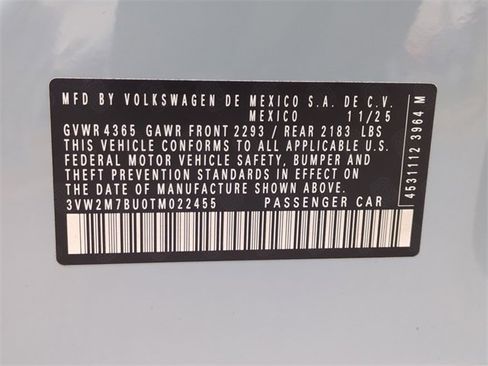 MFD BY VOLKSWAGEN DE MEXICO S.A. DE C.V.
MEXICO 11/25
GVWR 4365 GAWR FRONT 2293 / REAR 2183 LBS
THIS VEHICLE CONFORMS TO ALL APPLICABLE U.S.
FEDERAL MOTOR VEHICLE SAFETY, BUMPER AND
THEFT PREVENTION STANDARDS IN EFFECT ON
THE DATE OF MANUFACTURE SHOWN ABOVE
3VW2M7BU0TM022455 PASSENGER CAR
4531112 3964 M